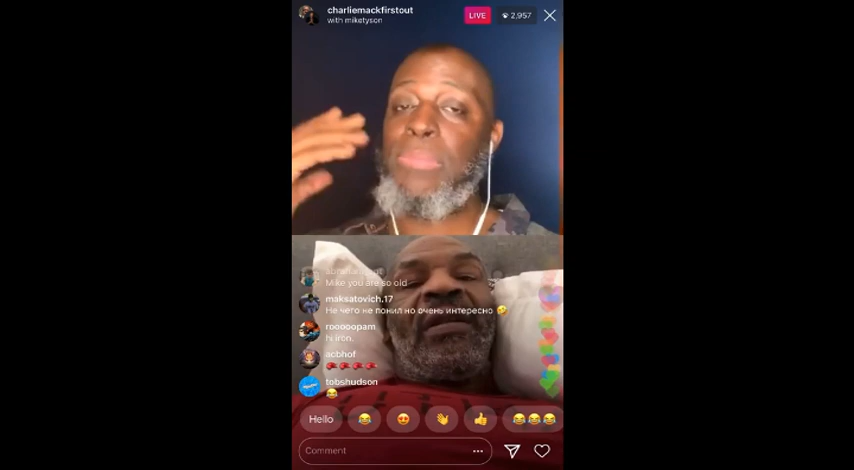 charliemackfirstout
with miketyson
LIVE
2,957
Mike you are so old
maksatovich.17
Не чего не понил но очень интересно 🤣
rooooopam
hi iron.
acbhof
🥊🥊🥊🥊
tobshudson
😂
Hello 😂 😍 👋 👍 😂😂😂
Comment